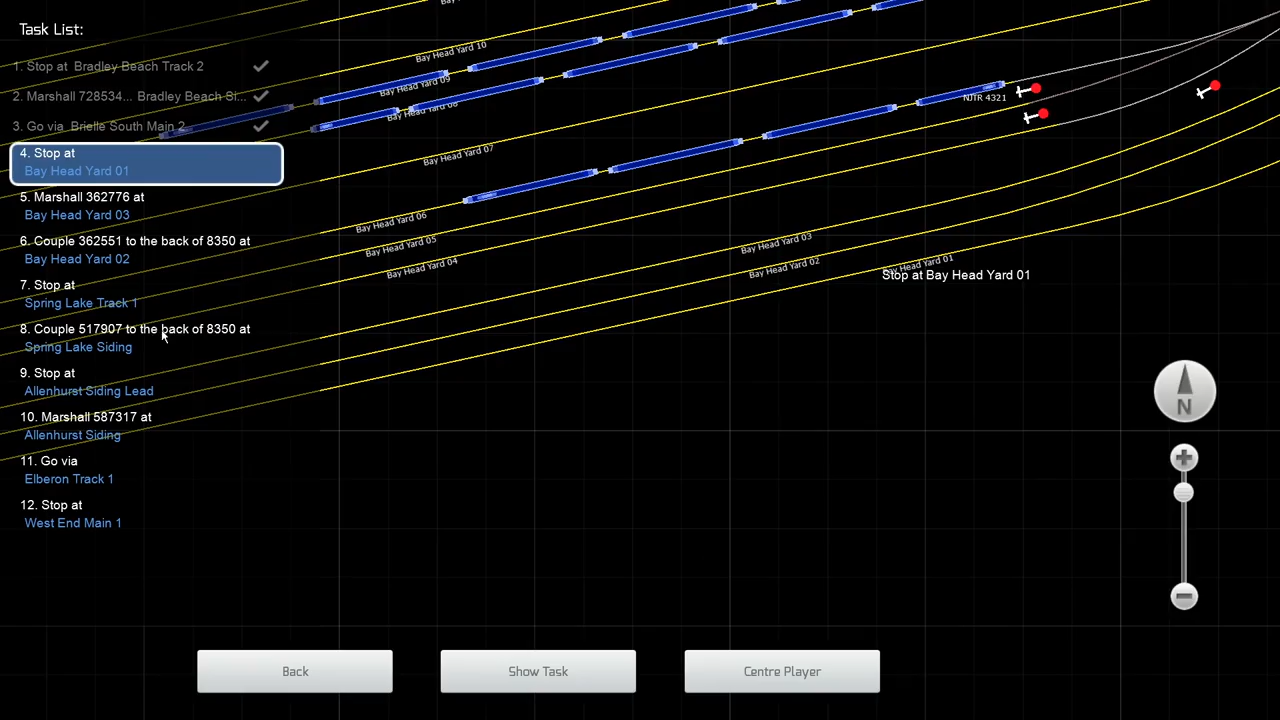 Task List:
1. Stop at Bradley Beach Track 2
2. Marshall 728534... Bradley Beach Si...
3. Go via Brielle South Main 2
4. Stop at
Bay Head Yard 01
5. Marshall 362776 at
Bay Head Yard 03
6. Couple 362551 to the back of 8350 at
Bay Head Yard 02
7. Stop at
Spring Lake Track 1
8. Couple 517907 to the back of 8350 at
Spring Lake Siding
9. Stop at
Allenhurst Siding Lead
10. Marshall 587317 at
Allenhurst Siding
11. Go via
Elberon Track 1
12. Stop at
West End Main 1
Bay Head Yard 10
Bay Head Yard 09
Bay Head Yard 08
Bay Head Yard 07
Bay Head Yard 06
Bay Head Yard 05
Bay Head Yard 04
NJTR 4321
Bay Head Yard 03
Bay Head Yard 02
Bay Head Yard 01
Stop at Bay Head Yard 01
N
Back
Show Task
Centre Player